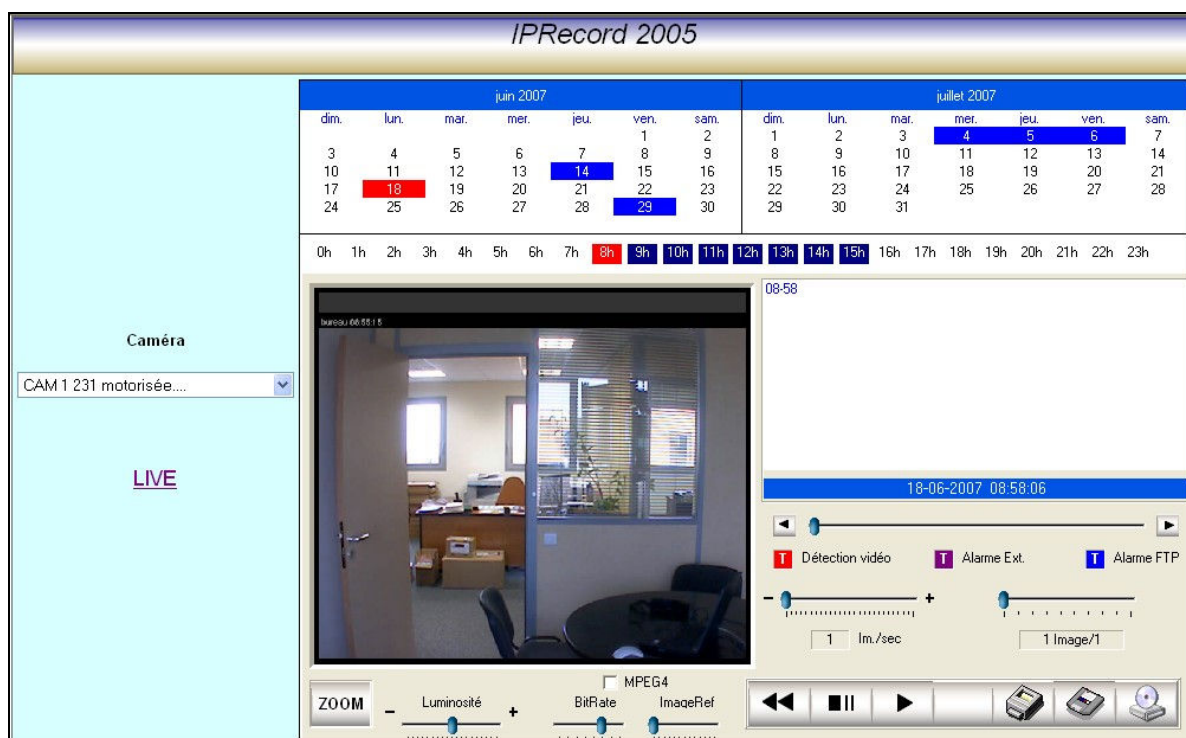 IPRecord 2005
juin 2007
dim. lun. mar. mer. jeu. ven. sam.
1 2
3 4 5 6 7 8 9
10 11 12 13 14 15 16
17 18 19 20 21 22 23
24 25 26 27 28 29 30
juillet 2007
dim. lun. mar. mer. jeu. ven. sam.
1 2 3 4 5 6 7
8 9 10 11 12 13 14
15 16 17 18 19 20 21
22 23 24 25 26 27 28
29 30 31
0h 1h 2h 3h 4h 5h 6h 7h 8h 9h 10h 11h 12h 13h 14h 15h 16h 17h 18h 19h 20h 21h 22h 23h
Caméra
CAM 1 231 motorisée....
LIVE
bureau
08-58
18-06-2007 08:58:06
T Détection vidéo T Alarme Ext. T Alarme FTP
- +
1 Im./sec 1 Image/1
MPEG4
ZOOM - Luminosité + BitRate ImageRef